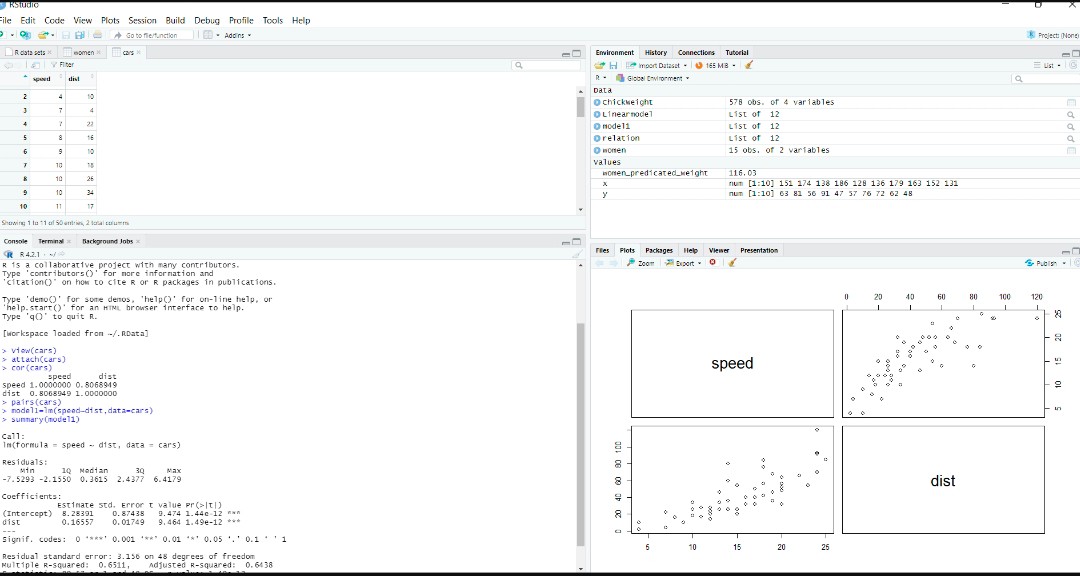 RStudio
File Edit Code View Plots Session Build Debug Profile Tools Help
Go to file/function Addins Project: (None)
R data sets women cars
Filter
speed dist
2 4 10
3 7 4
4 7 22
5 8 16
6 9 10
7 10 18
8 10 26
9 10 34
10 11 17
Showing 1 to 11 of 50 entries, 2 total columns
Console Terminal Background Jobs
R 4.2.1 · ~/
R is a collaborative project with many contributors.
Type 'contributors()' for more information and
'citation()' on how to cite R or R packages in publications.
Type 'demo()' for some demos, 'help()' for on-line help, or
'help.start()' for an HTML browser interface to help.
Type 'q()' to quit R.
[Workspace loaded from ~/.RData]
> View(cars)
> attach(cars)
> cor(cars)
speed dist
speed 1.0000000 0.8068949
dist 0.8068949 1.0000000
> pairs(cars)
> model1=lm(speed~dist,data=cars)
> summary(model1)
Call:
lm(formula = speed ~ dist, data = cars)
Residuals:
Min 1Q Median 3Q Max
-7.5293 -2.1550 0.3615 2.4377 6.4179
Coefficients:
Estimate Std. Error t value Pr(>|t|)
(Intercept) 8.28391 0.87438 9.474 1.44e-12 ***
dist 0.16557 0.01749 9.464 1.49e-12 ***
---
Signif. codes: 0 '***' 0.001 '**' 0.01 '*' 0.05 '.' 0.1 ' ' 1
Residual standard error: 3.156 on 48 degrees of freedom
Multiple R-squared: 0.6511, Adjusted R-squared: 0.6438
Environment History Connections Tutorial
Import Dataset 165 MiB List
R Global Environment
Data
ChickWeight 578 obs. of 4 variables
Linearmodel List of 12
model1 List of 12
relation List of 12
women 15 obs. of 2 variables
Values
women_predicated_weight 116.03
x num [1:10] 151 174 138 186 128 136 179 163 152 131
y num [1:10] 63 81 56 91 47 57 76 72 62 48
Files Plots Packages Help Viewer Presentation
Zoom Export Publish
0 20 40 60 80 100 120
speed
5 10 15 20 25
0 20 40 60 80 100
dist
5 10 15 20 25